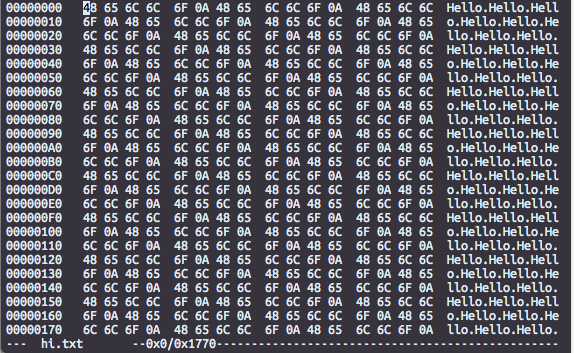 00000000 48 65 6C 6C 6F 0A 48 65 6C 6C 6F 0A 48 65 6C 6C Hello.Hello.Hell
00000010 6F 0A 48 65 6C 6C 6F 0A 48 65 6C 6C 6F 0A 48 65 o.Hello.Hello.He
00000020 6C 6C 6F 0A 48 65 6C 6C 6F 0A 48 65 6C 6C 6F 0A llo.Hello.Hello.
00000030 48 65 6C 6C 6F 0A 48 65 6C 6C 6F 0A 48 65 6C 6C Hello.Hello.Hell
00000040 6F 0A 48 65 6C 6C 6F 0A 48 65 6C 6C 6F 0A 48 65 o.Hello.Hello.He
00000050 6C 6C 6F 0A 48 65 6C 6C 6F 0A 48 65 6C 6C 6F 0A llo.Hello.Hello.
00000060 48 65 6C 6C 6F 0A 48 65 6C 6C 6F 0A 48 65 6C 6C Hello.Hello.Hell
00000070 6F 0A 48 65 6C 6C 6F 0A 48 65 6C 6C 6F 0A 48 65 o.Hello.Hello.He
00000080 6C 6C 6F 0A 48 65 6C 6C 6F 0A 48 65 6C 6C 6F 0A llo.Hello.Hello.
00000090 48 65 6C 6C 6F 0A 48 65 6C 6C 6F 0A 48 65 6C 6C Hello.Hello.Hell
000000A0 6F 0A 48 65 6C 6C 6F 0A 48 65 6C 6C 6F 0A 48 65 o.Hello.Hello.He
000000B0 6C 6C 6F 0A 48 65 6C 6C 6F 0A 48 65 6C 6C 6F 0A llo.Hello.Hello.
000000C0 48 65 6C 6C 6F 0A 48 65 6C 6C 6F 0A 48 65 6C 6C Hello.Hello.Hell
000000D0 6F 0A 48 65 6C 6C 6F 0A 48 65 6C 6C 6F 0A 48 65 o.Hello.Hello.He
000000E0 6C 6C 6F 0A 48 65 6C 6C 6F 0A 48 65 6C 6C 6F 0A llo.Hello.Hello.
000000F0 48 65 6C 6C 6F 0A 48 65 6C 6C 6F 0A 48 65 6C 6C Hello.Hello.Hell
00000100 6F 0A 48 65 6C 6C 6F 0A 48 65 6C 6C 6F 0A 48 65 o.Hello.Hello.He
00000110 6C 6C 6F 0A 48 65 6C 6C 6F 0A 48 65 6C 6C 6F 0A llo.Hello.Hello.
00000120 48 65 6C 6C 6F 0A 48 65 6C 6C 6F 0A 48 65 6C 6C Hello.Hello.Hell
00000130 6F 0A 48 65 6C 6C 6F 0A 48 65 6C 6C 6F 0A 48 65 o.Hello.Hello.He
00000140 6C 6C 6F 0A 48 65 6C 6C 6F 0A 48 65 6C 6C 6F 0A llo.Hello.Hello.
00000150 48 65 6C 6C 6F 0A 48 65 6C 6C 6F 0A 48 65 6C 6C Hello.Hello.Hell
00000160 6F 0A 48 65 6C 6C 6F 0A 48 65 6C 6C 6F 0A 48 65 o.Hello.Hello.He
00000170 6C 6C 6F 0A 48 65 6C 6C 6F 0A 48 65 6C 6C 6F 0A llo.Hello.Hello.
--- hi.txt --0x0/0x1770-------------------------------------------------